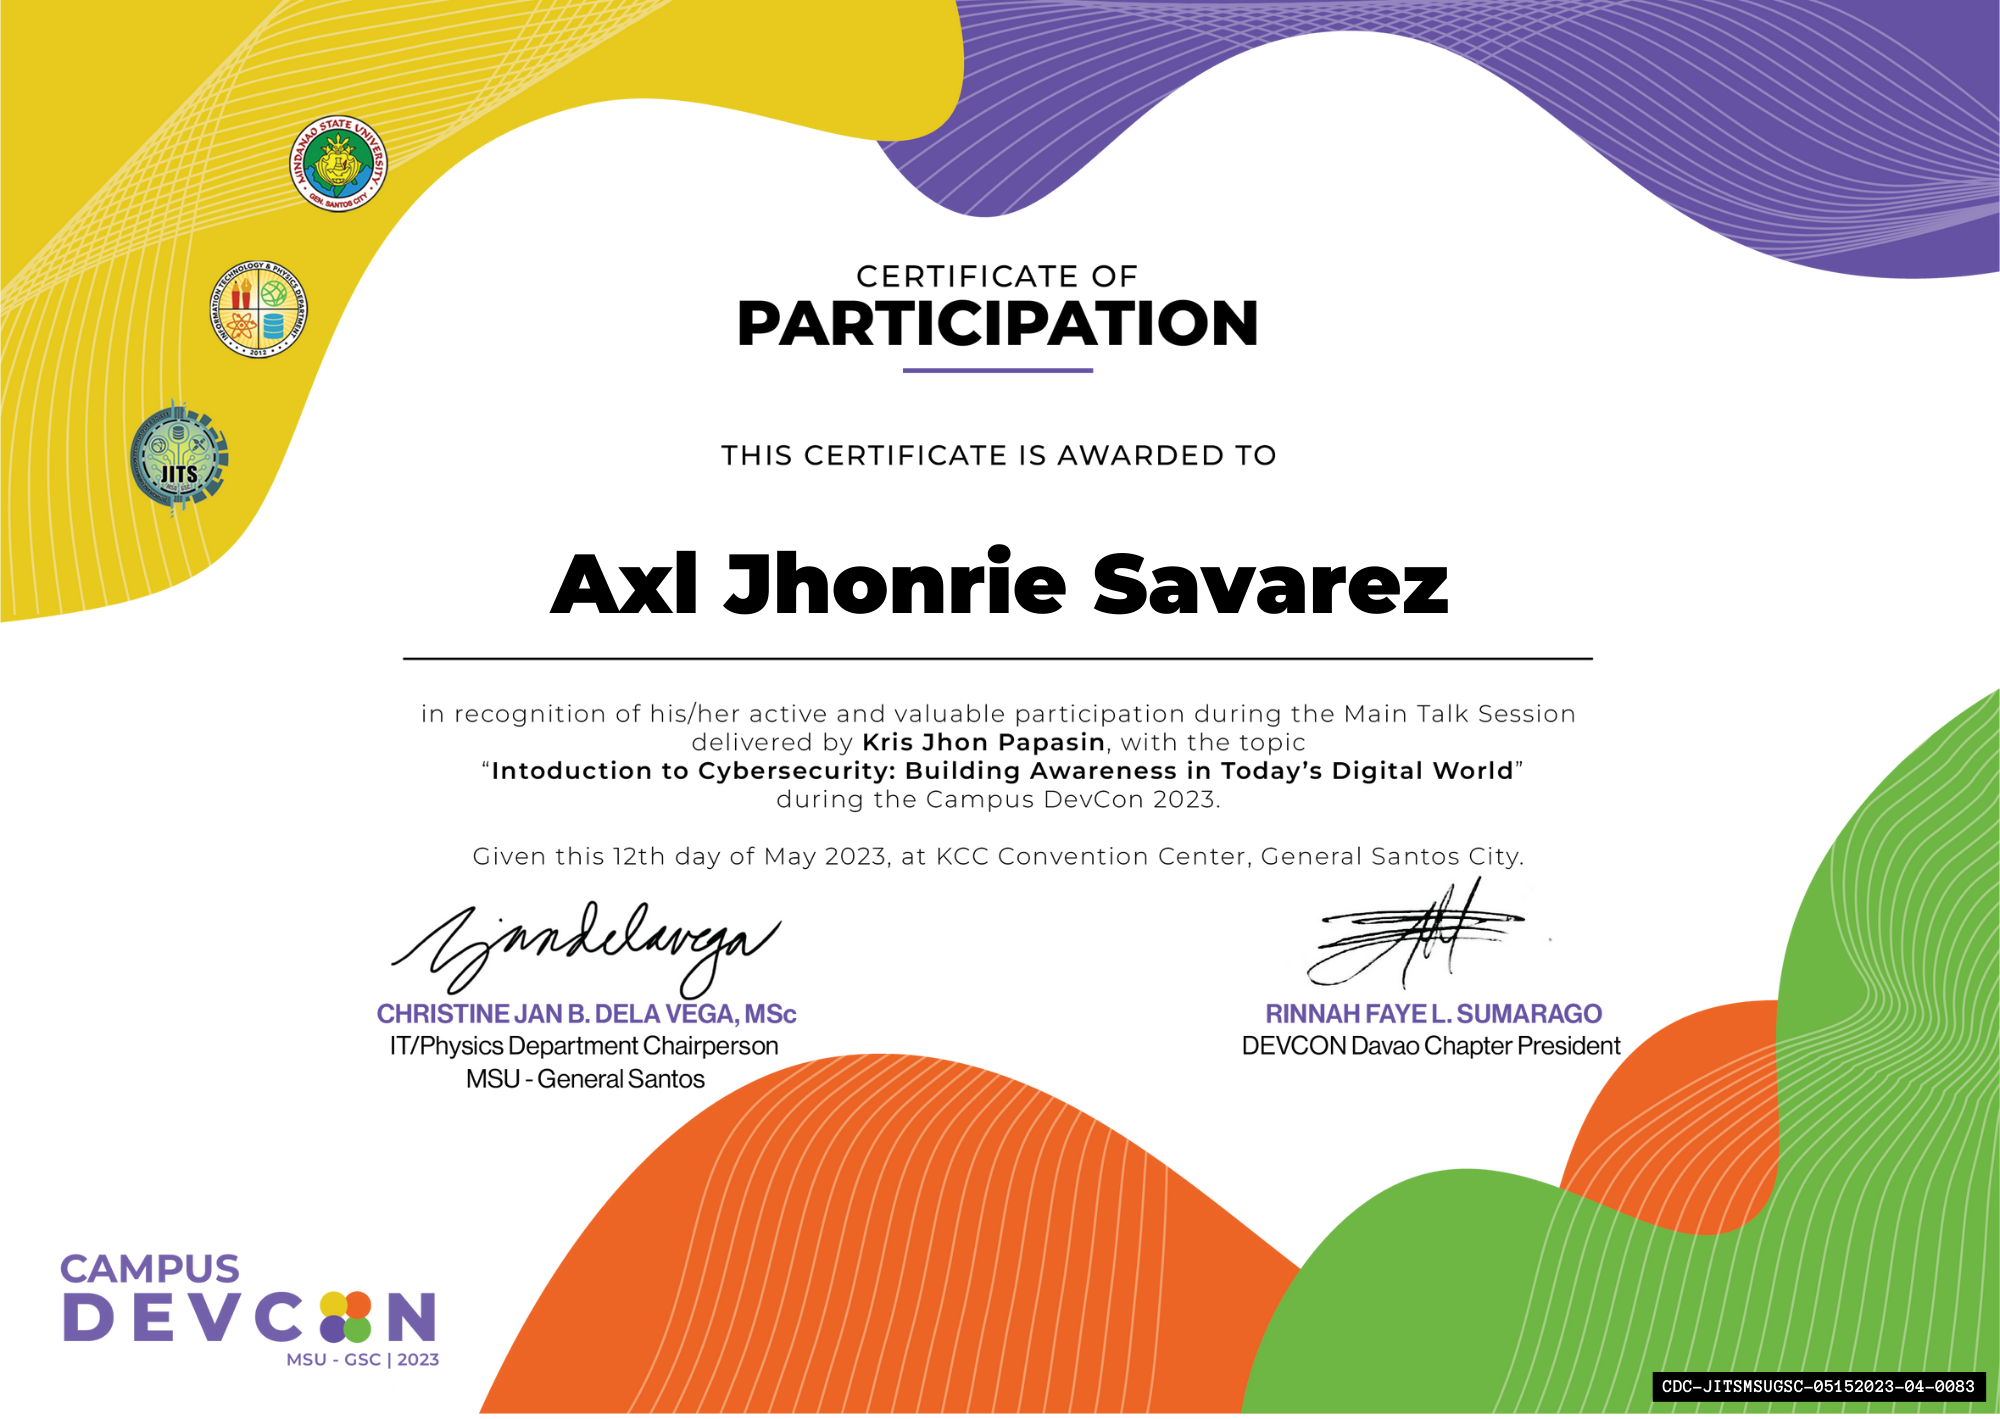 MINDANAO STATE UNIVERSITY
GEN. SANTOS CITY
INFORMATION TECHNOLOGY & PHYSICS DEPARTMENT
2012
JITS
CERTIFICATE OF
PARTICIPATION
THIS CERTIFICATE IS AWARDED TO
Axl Jhonrie Savarez
in recognition of his/her active and valuable participation during the Main Talk Session
delivered by Kris Jhon Papasin, with the topic
“Intoduction to Cybersecurity: Building Awareness in Today’s Digital World”
during the Campus DevCon 2023.
Given this 12th day of May 2023, at KCC Convention Center, General Santos City.
CHRISTINE JAN B. DELA VEGA, MSc
IT/Physics Department Chairperson
MSU - General Santos
RINNAH FAYE L. SUMARAGO
DEVCON Davao Chapter President
CAMPUS
DEVCON
MSU - GSC | 2023
CDC-JITSMSUGSC-05152023-04-0083